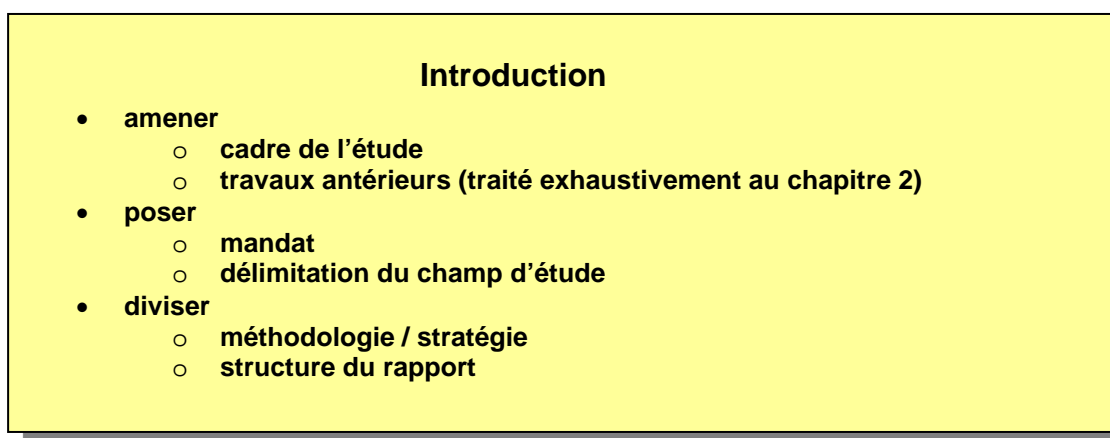 Introduction
• amener
o cadre de l’étude
o travaux antérieurs (traité exhaustivement au chapitre 2)
• poser
o mandat
o délimitation du champ d’étude
• diviser
o méthodologie / stratégie
o structure du rapport